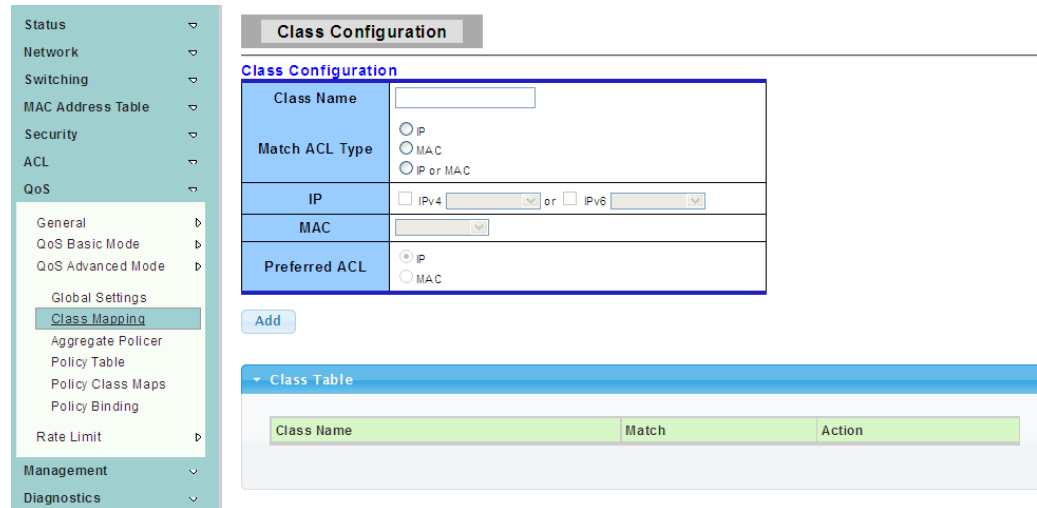 Status
Network
Switching
MAC Address Table
Security
ACL
QoS
General
QoS Basic Mode
QoS Advanced Mode
Global Settings
Class Mapping
Aggregate Policer
Policy Table
Policy Class Maps
Policy Binding
Rate Limit
Management
Diagnostics
Class Configuration
Class Configuration
Class Name
Match ACL Type
IP
MAC
IP or MAC
IP
IPv4 or IPv6
MAC
Preferred ACL
IP
MAC
Add
Class Table
Class Name Match Action